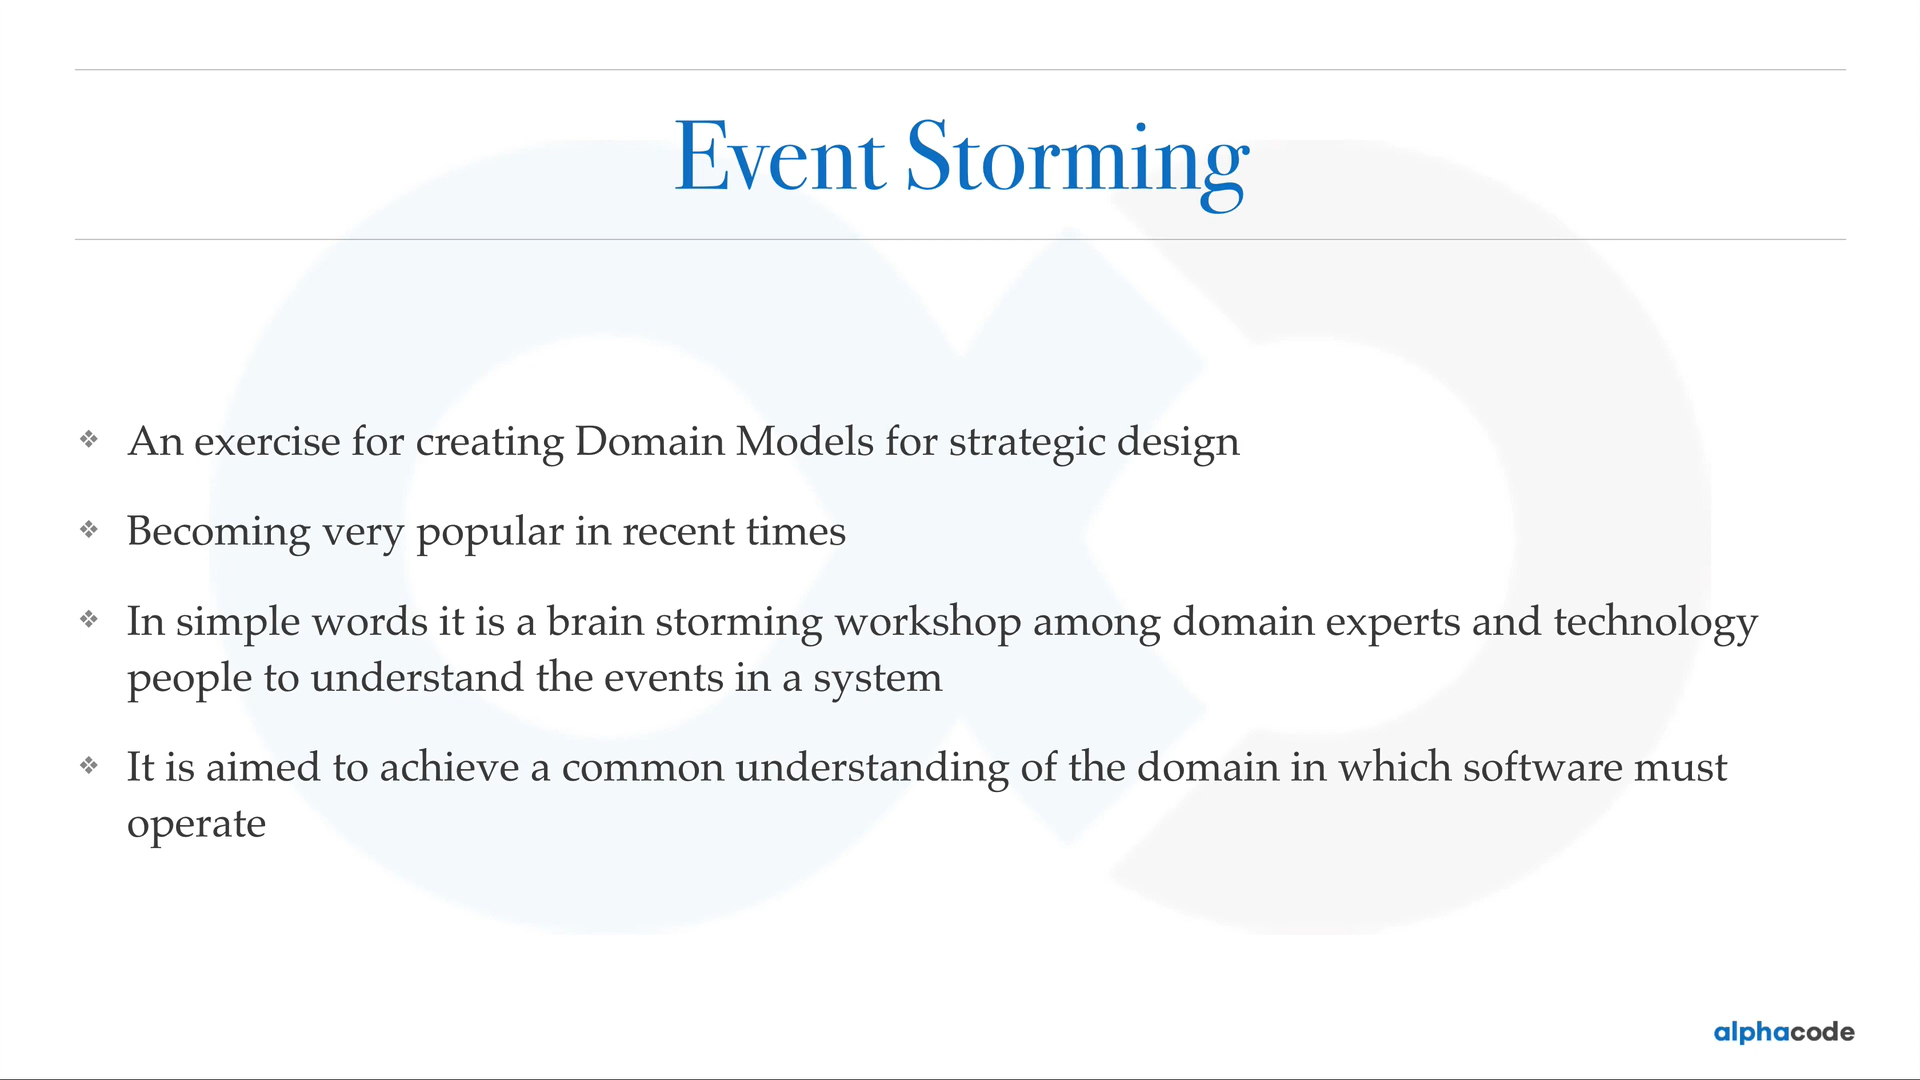 Event Storming
❖ An exercise for creating Domain Models for strategic design
❖ Becoming very popular in recent times
❖ In simple words it is a brain storming workshop among domain experts and technology
people to understand the events in a system
❖ It is aimed to achieve a common understanding of the domain in which software must
operate
alphacode